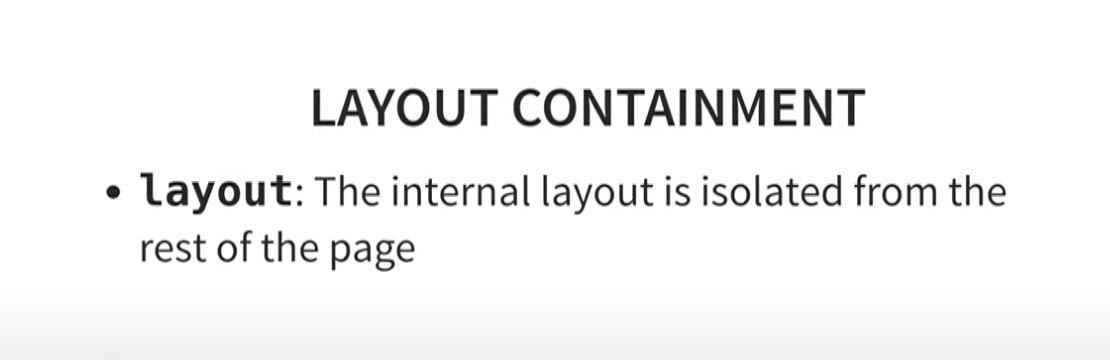 LAYOUT CONTAINMENT
• layout: The internal layout is isolated from the
rest of the page